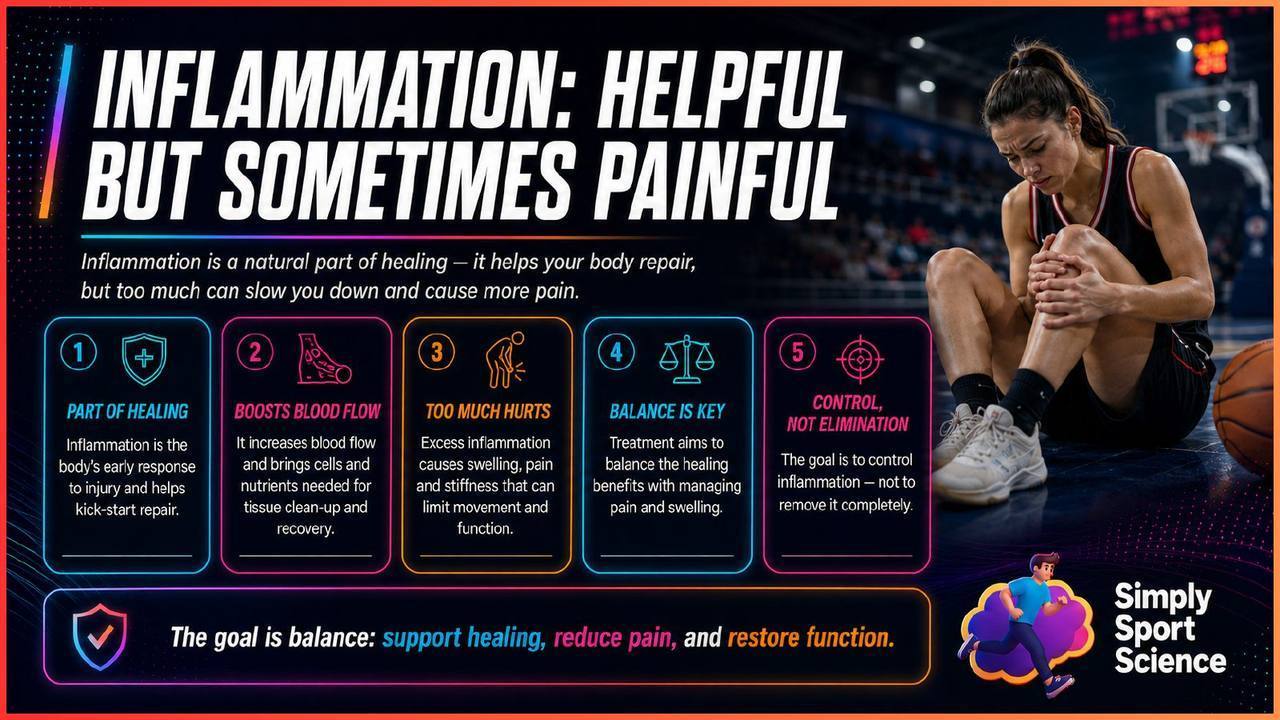 INFLAMMATION: HELPFUL
BUT SOMETIMES PAINFUL
Inflammation is a natural part of healing — it helps your body repair,
but too much can slow you down and cause more pain.
1
PART OF HEALING
Inflammation is the
body's early response
to injury and helps
kick-start repair.
2
BOOSTS BLOOD FLOW
It increases blood flow
and brings cells and
nutrients needed for
tissue clean-up and
recovery.
3
TOO MUCH HURTS
Excess inflammation
causes swelling, pain
and stiffness that can
limit movement and
function.
4
BALANCE IS KEY
Treatment aims to
balance the healing
benefits with managing
pain and swelling.
5
CONTROL,
NOT ELIMINATION
The goal is to control
inflammation — not to
remove it completely.
The goal is balance: support healing, reduce pain, and restore function.
Simply
Sport
Science